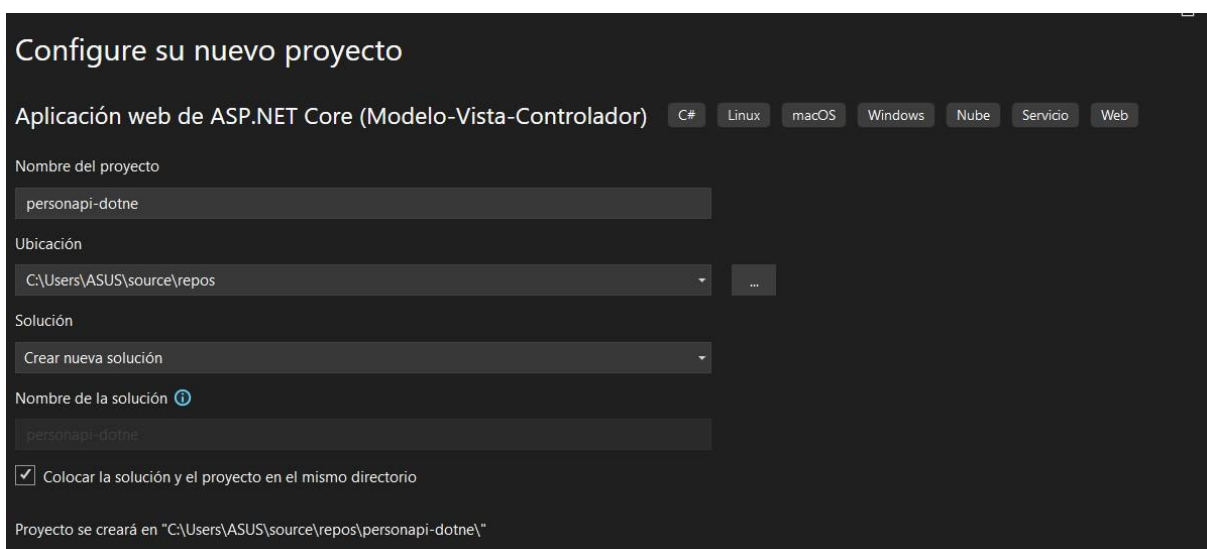 Configure su nuevo proyecto
Aplicación web de ASP.NET Core (Modelo-Vista-Controlador) C# Linux macOS Windows Nube Servicio Web
Nombre del proyecto
personapi-dotne
Ubicación
C:\Users\ASUS\source\repos
...
Solución
Crear nueva solución
Nombre de la solución
personapi-dotne
Colocar la solución y el proyecto en el mismo directorio
Proyecto se creará en "C:\Users\ASUS\source\repos\personapi-dotne\"